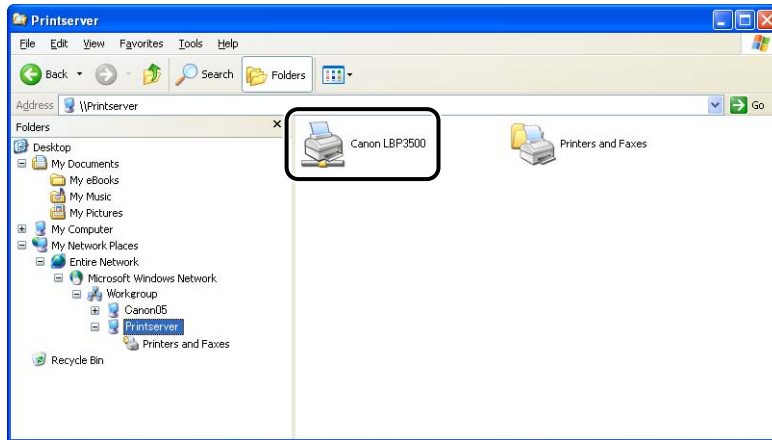 Printserver
File Edit View Favorites Tools Help
Back Search Folders
Address \\Printserver Go
Folders
Canon LBP3500
Printers and Faxes
Desktop
My Documents
My eBooks
My Music
My Pictures
My Computer
My Network Places
Entire Network
Microsoft Windows Network
Workgroup
Canon05
Printserver
Printers and Faxes
Recycle Bin